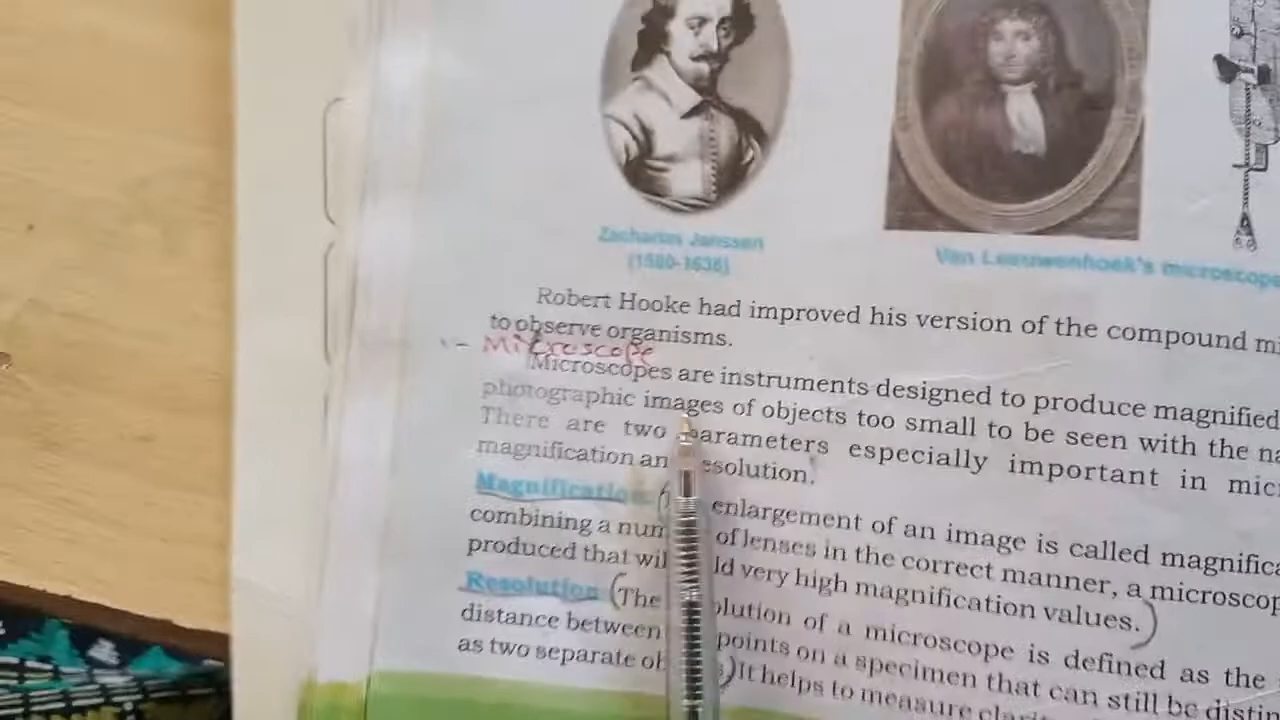 Zacharias Janssen
(1580-1638)
Van Leeuwenhoek's microscope
Robert Hooke had improved his version of the compound mi
to observe organisms.
- Microscope
Microscopes are instruments designed to produce magnified
photographic images of objects too small to be seen with the na
There are two parameters especially important in mic
magnification an esolution.
Magnification enlargement of an image is called magnifica
combining a num of lenses in the correct manner, a microscop
produced that wil ld very high magnification values.)
Resolution (The olution of a microscope is defined as the
distance between points on a specimen that can still be distin
as two separate ob )It helps to measure clari